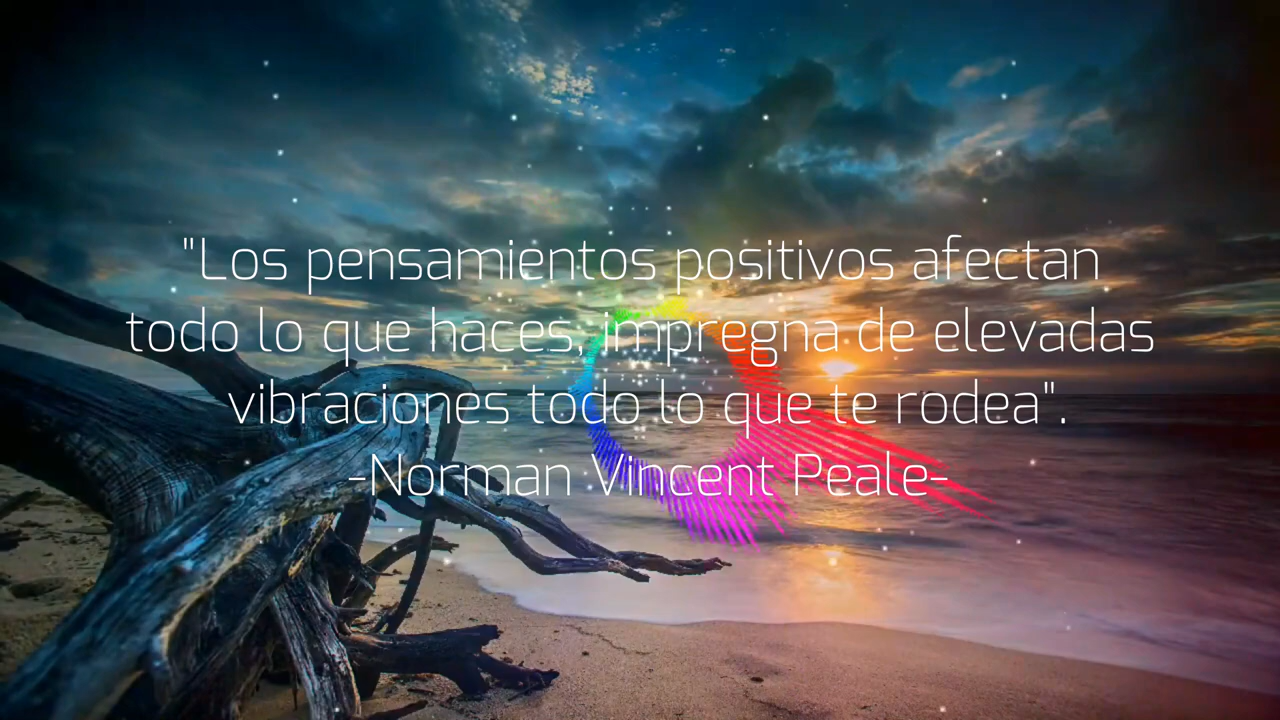 "Los pensamientos positivos afectan
todo lo que haces, impregna de elevadas
vibraciones todo lo que te rodea".
-Norman Vincent Peale-